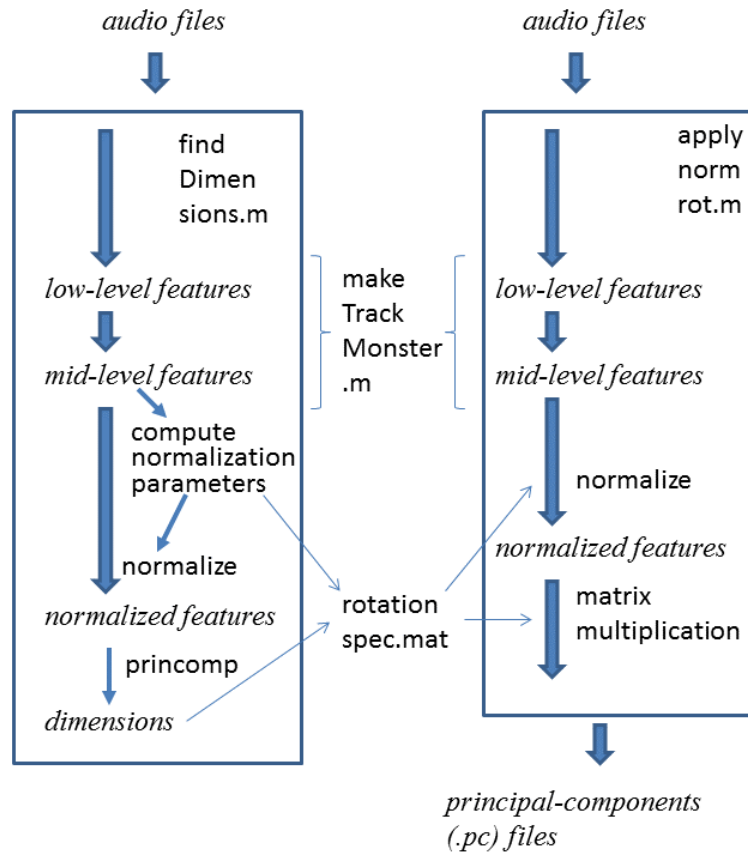 audio files
find
Dimen
sions.m
low-level features
mid-level features
compute
normalization
parameters
normalize
normalized features
princomp
dimensions
make
Track
Monster
.m
rotation
spec.mat
audio files
apply
norm
rot.m
low-level features
mid-level features
normalize
normalized features
matrix
multiplication
principal-components
(.pc) files